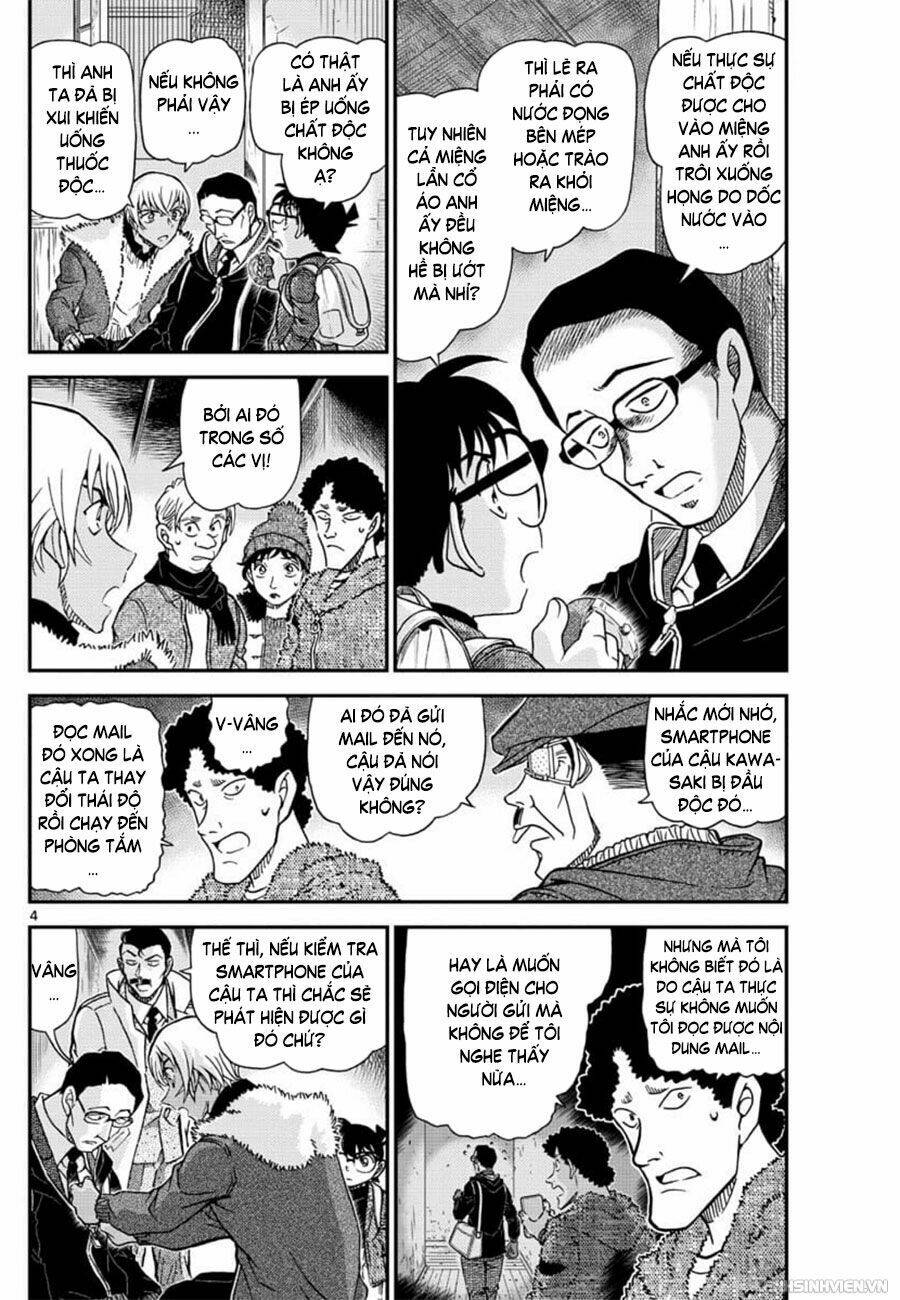 NẾU THỰC SỰ
CHẤT ĐỘC
ĐƯỢC CHO
VÀO MIỆNG
ANH ẤY RỒI
TRÔI XUỐNG
HỌNG DO DỐC
NƯỚC VÀO
...
THÌ LẼ RA
PHẢI CÓ
NƯỚC ĐỌNG
BÊN MÉP
HOẶC TRÀO
RA KHỎI
MIỆNG...
TUY NHIÊN
CẢ MIỆNG
LẪN CỔ
ÁO ANH
ẤY ĐỀU
KHÔNG
HỀ BỊ ƯỚT
MÀ NHỈ?
CÓ THẬT
LÀ ANH ẤY
BỊ ÉP UỐNG
CHẤT ĐỘC
KHÔNG
Ạ?
NẾU KHÔNG
PHẢI VẬY
...
THÌ ANH
TA ĐÃ BỊ
XUI KHIẾN
UỐNG
THUỐC
ĐỘC...
BỞI AI ĐÓ
TRONG SỐ
CÁC VỊ!
NHẮC MỚI NHỚ,
SMARTPHONE
CỦA CẬU KAWA-
SAKI BỊ ĐẦU
ĐỘC ĐÓ...
AI ĐÓ ĐÃ GỬI
MAIL ĐẾN NÓ,
CẬU ĐÃ NÓI
VẬY ĐÚNG
KHÔNG?
V-VÂNG
...
ĐỌC MAIL
ĐÓ XONG LÀ
CẬU TA THAY
ĐỔI THÁI ĐỘ
RỒI CHẠY ĐẾN
PHÒNG TẮM
...
4
NHƯNG MÀ TÔI
KHÔNG BIẾT ĐÓ LÀ
DO CẬU TA THỰC
SỰ KHÔNG MUỐN
TÔI ĐỌC ĐƯỢC NỘI
DUNG MAIL...
HAY LÀ MUỐN
GỌI ĐIỆN CHO
NGƯỜI GỬI MÀ
KHÔNG ĐỂ TÔI
NGHE THẤY
NỮA...
THẾ THÌ, NẾU KIỂM TRA
SMARTPHONE CỦA
CẬU TA THÌ CHẮC SẼ
PHÁT HIỆN ĐƯỢC GÌ
ĐÓ CHỨ?
VÂNG
...